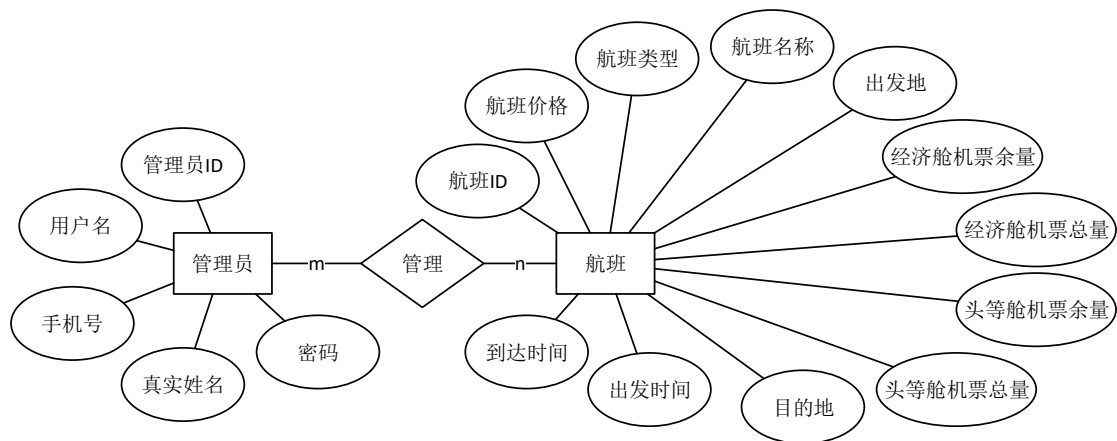 航班名称
航班类型
出发地
航班价格
经济舱机票余量
管理员ID
航班ID
用户名
经济舱机票总量
管理员
m
管理
n
航班
头等舱机票余量
手机号
密码
到达时间
真实姓名
出发时间
头等舱机票总量
目的地